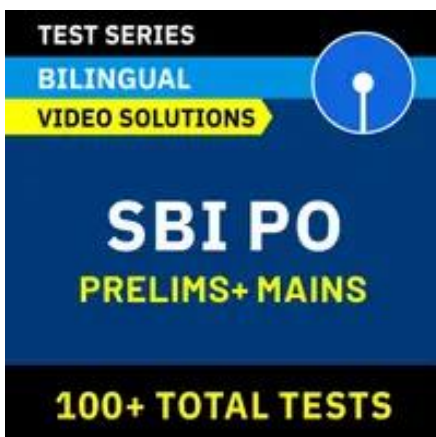 TEST SERIES
BILINGUAL
VIDEO SOLUTIONS
SBI PO
PRELIMS+ MAINS
100+ TOTAL TESTS